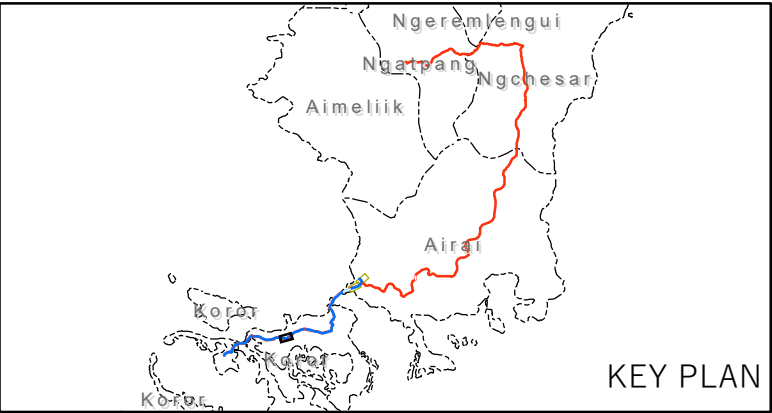 Ngeremlengui
Ngatpang
Ngchesar
Aimeliik
Airai
Koror
Koror
KEY PLAN
Koror